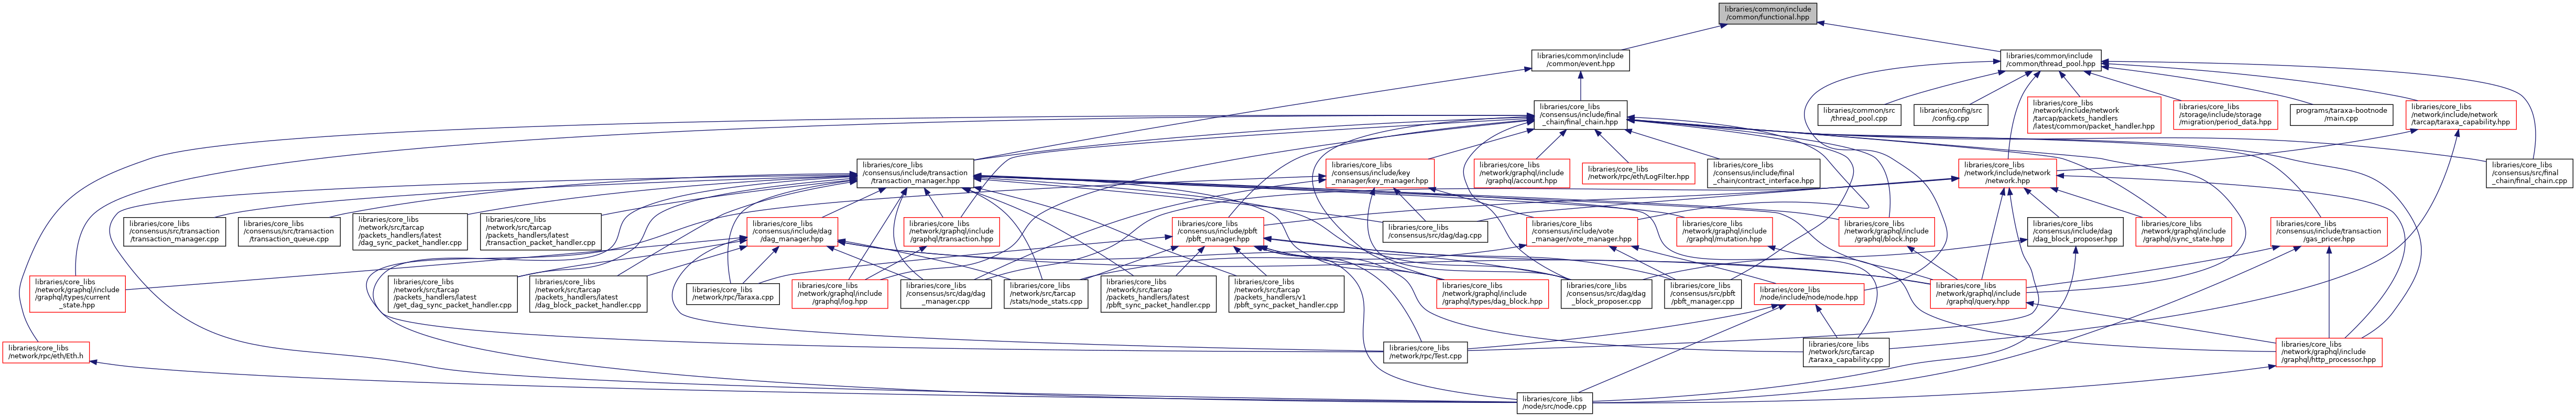 libraries/common/include
/common/functional.hpp
libraries/common/include
/common/event.hpp
libraries/common/include
/common/thread_pool.hpp
libraries/core_libs
/consensus/include/final
_chain/final_chain.hpp
libraries/common/src
/thread_pool.cpp
libraries/config/src
/config.cpp
libraries/core_libs
/network/include/network
/tarcap/packets_handlers
/latest/common/packet_handler.hpp
libraries/core_libs
/storage/include/storage
/migration/period_data.hpp
programs/taraxa-bootnode
/main.cpp
libraries/core_libs
/network/include/network
/tarcap/taraxa_capability.hpp
libraries/core_libs
/consensus/include/transaction
/transaction_manager.hpp
libraries/core_libs
/consensus/include/key
_manager/key_manager.hpp
libraries/core_libs
/network/graphql/include
/graphql/account.hpp
libraries/core_libs
/network/rpc/eth/LogFilter.hpp
libraries/core_libs
/consensus/include/final
_chain/contract_interface.hpp
libraries/core_libs
/network/include/network
/network.hpp
libraries/core_libs
/consensus/src/final
_chain/final_chain.cpp
libraries/core_libs
/consensus/src/transaction
/transaction_manager.cpp
libraries/core_libs
/consensus/src/transaction
/transaction_queue.cpp
libraries/core_libs
/network/src/tarcap
/packets_handlers/latest
/dag_sync_packet_handler.cpp
libraries/core_libs
/network/src/tarcap
/packets_handlers/latest
/transaction_packet_handler.cpp
libraries/core_libs
/consensus/include/dag
/dag_manager.hpp
libraries/core_libs
/network/graphql/include
/graphql/transaction.hpp
libraries/core_libs
/consensus/include/pbft
/pbft_manager.hpp
libraries/core_libs
/consensus/src/dag/dag.cpp
libraries/core_libs
/consensus/include/vote
_manager/vote_manager.hpp
libraries/core_libs
/network/graphql/include
/graphql/mutation.hpp
libraries/core_libs
/network/graphql/include
/graphql/block.hpp
libraries/core_libs
/consensus/include/dag
/dag_block_proposer.hpp
libraries/core_libs
/network/graphql/include
/graphql/sync_state.hpp
libraries/core_libs
/consensus/include/transaction
/gas_pricer.hpp
libraries/core_libs
/network/graphql/include
/graphql/types/current
_state.hpp
libraries/core_libs
/network/src/tarcap
/packets_handlers/latest
/get_dag_sync_packet_handler.cpp
libraries/core_libs
/network/src/tarcap
/packets_handlers/latest
/dag_block_packet_handler.cpp
libraries/core_libs
/network/rpc/Taraxa.cpp
libraries/core_libs
/network/graphql/include
/graphql/log.hpp
libraries/core_libs
/consensus/src/dag/dag
_manager.cpp
libraries/core_libs
/network/src/tarcap
/stats/node_stats.cpp
libraries/core_libs
/network/src/tarcap
/packets_handlers/latest
/pbft_sync_packet_handler.cpp
libraries/core_libs
/network/src/tarcap
/packets_handlers/v1
/pbft_sync_packet_handler.cpp
libraries/core_libs
/network/graphql/include
/graphql/types/dag_block.hpp
libraries/core_libs
/consensus/src/dag/dag
_block_proposer.cpp
libraries/core_libs
/consensus/src/pbft
/pbft_manager.cpp
libraries/core_libs
/node/include/node/node.hpp
libraries/core_libs
/network/graphql/include
/graphql/query.hpp
libraries/core_libs
/network/rpc/eth/Eth.h
libraries/core_libs
/network/rpc/Test.cpp
libraries/core_libs
/network/src/tarcap
/taraxa_capability.cpp
libraries/core_libs
/network/graphql/include
/graphql/http_processor.hpp
libraries/core_libs
/node/src/node.cpp